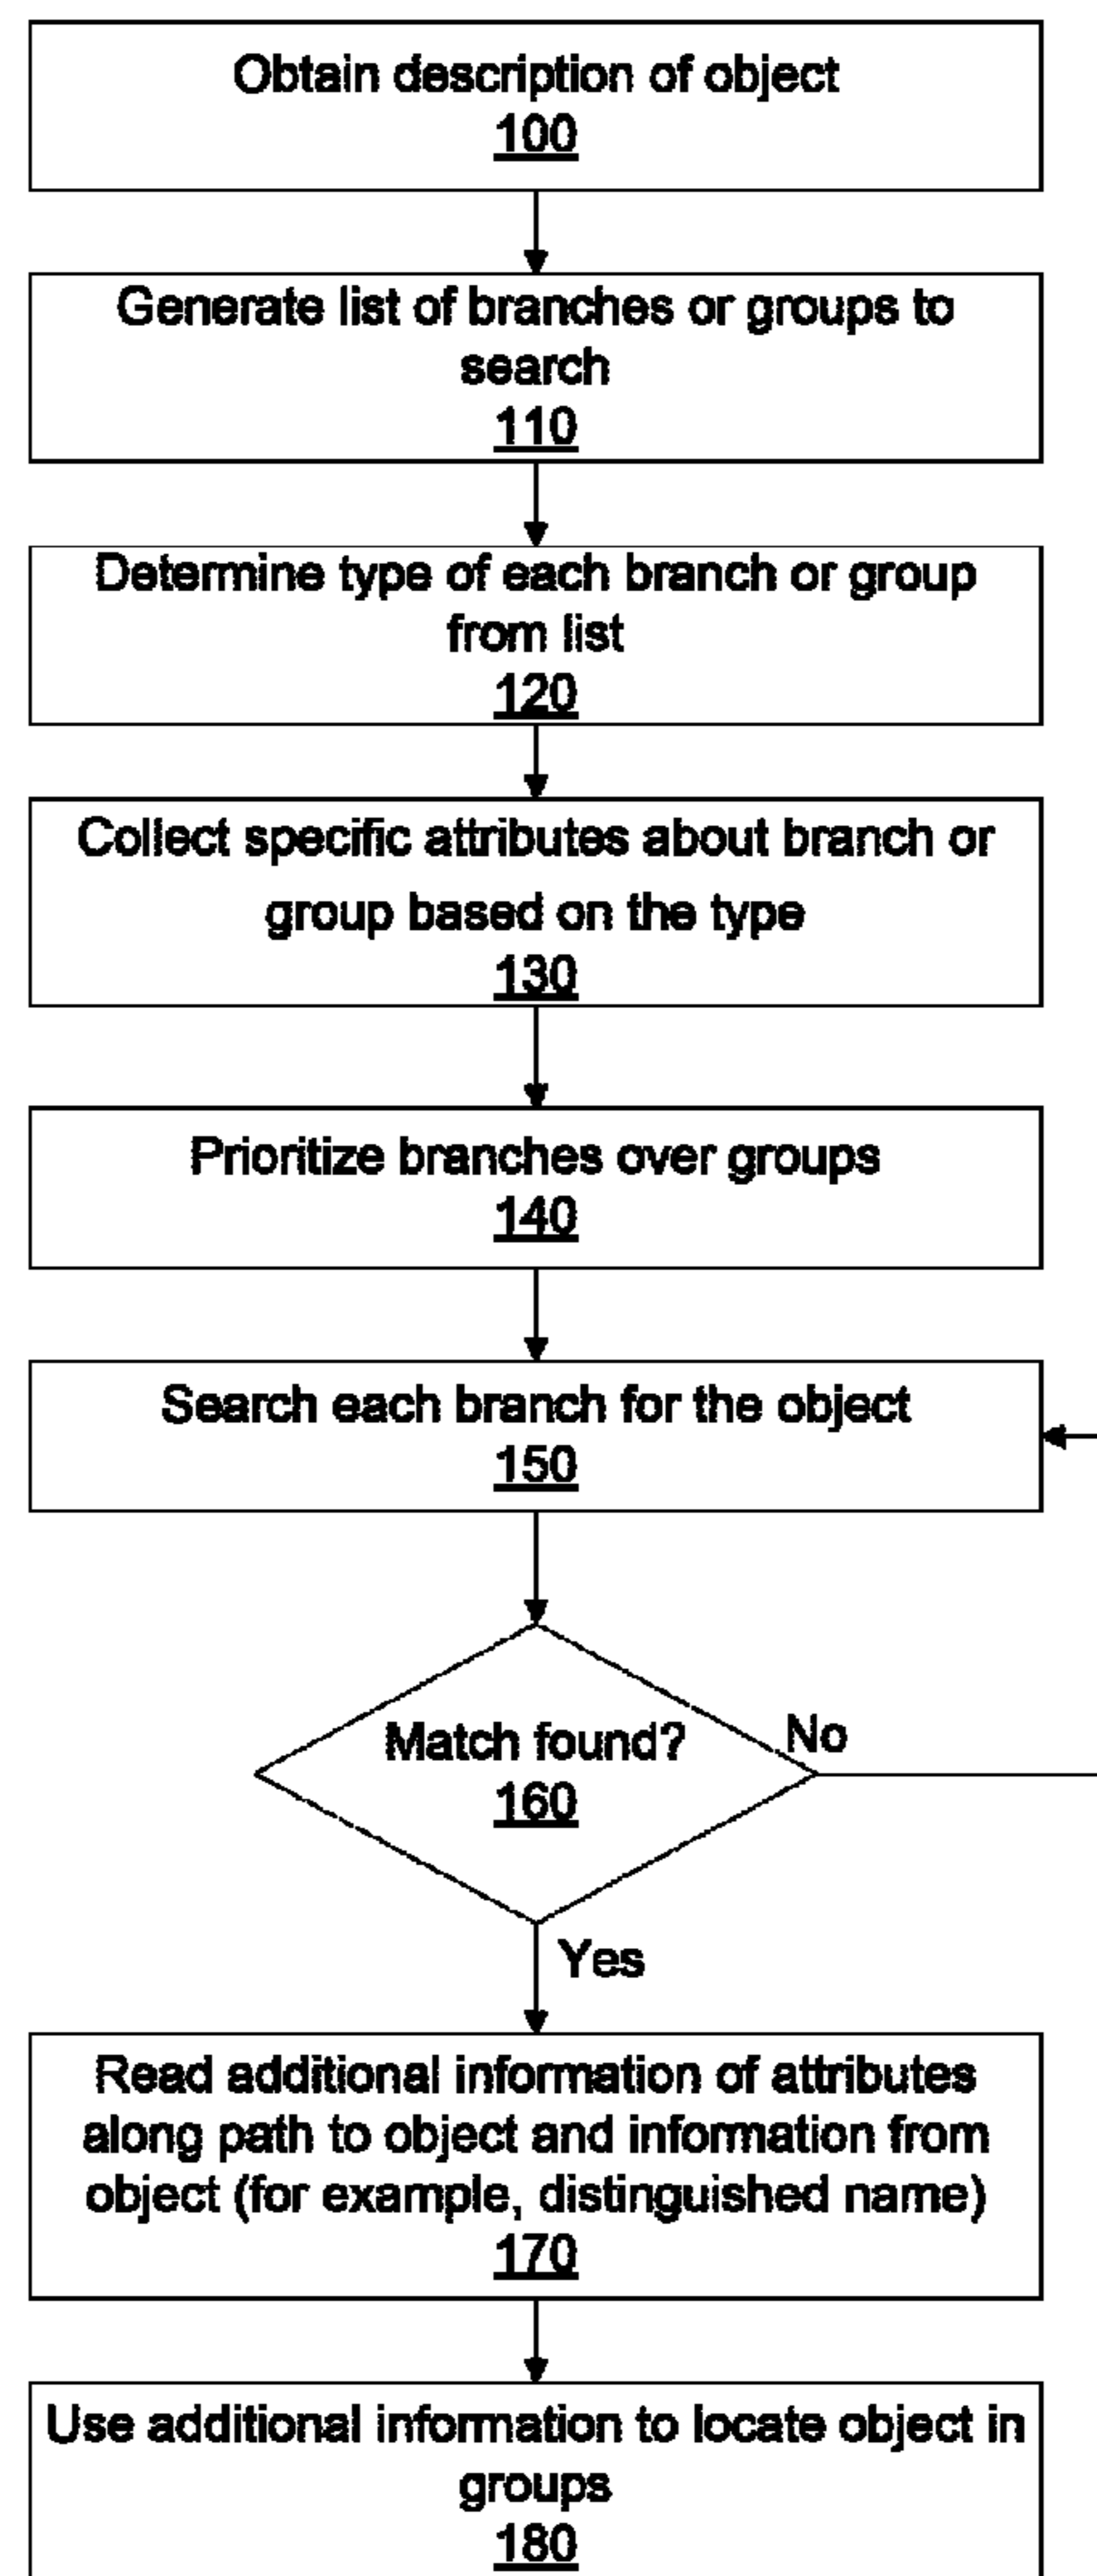 Obtain description of object
100
Generate list of branches or groups to
search
110
Determine type of each branch or group
from list
120
Collect specific attributes about branch or
group based on the type
130
Prioritize branches over groups
140
Search each branch for the object
150
Match found?
160
No
Yes
Read additional information of attributes
along path to object and information from
object (for example, distinguished name)
170
Use additional information to locate object in
groups
180